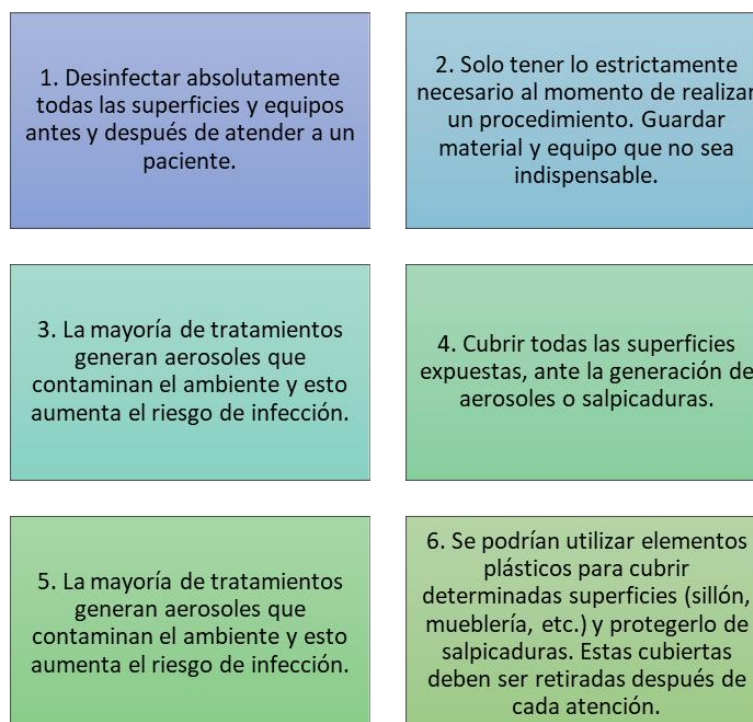 1. Desinfectar absolutamente
todas las superficies y equipos
antes y después de atender a un
paciente.
2. Solo tener lo estrictamente
necesario al momento de realizar
un procedimiento. Guardar
material y equipo que no sea
indispensable.
3. La mayoría de tratamientos
generan aerosoles que
contaminan el ambiente y esto
aumenta el riesgo de infección.
4. Cubrir todas las superficies
expuestas, ante la generación de
aerosoles o salpicaduras.
5. La mayoría de tratamientos
generan aerosoles que
contaminan el ambiente y esto
aumenta el riesgo de infección.
6. Se podrían utilizar elementos
plásticos para cubrir
determinadas superficies (sillón,
mueblería, etc.) y protegerlo de
salpicaduras. Estas cubiertas
deben ser retiradas después de
cada atención.